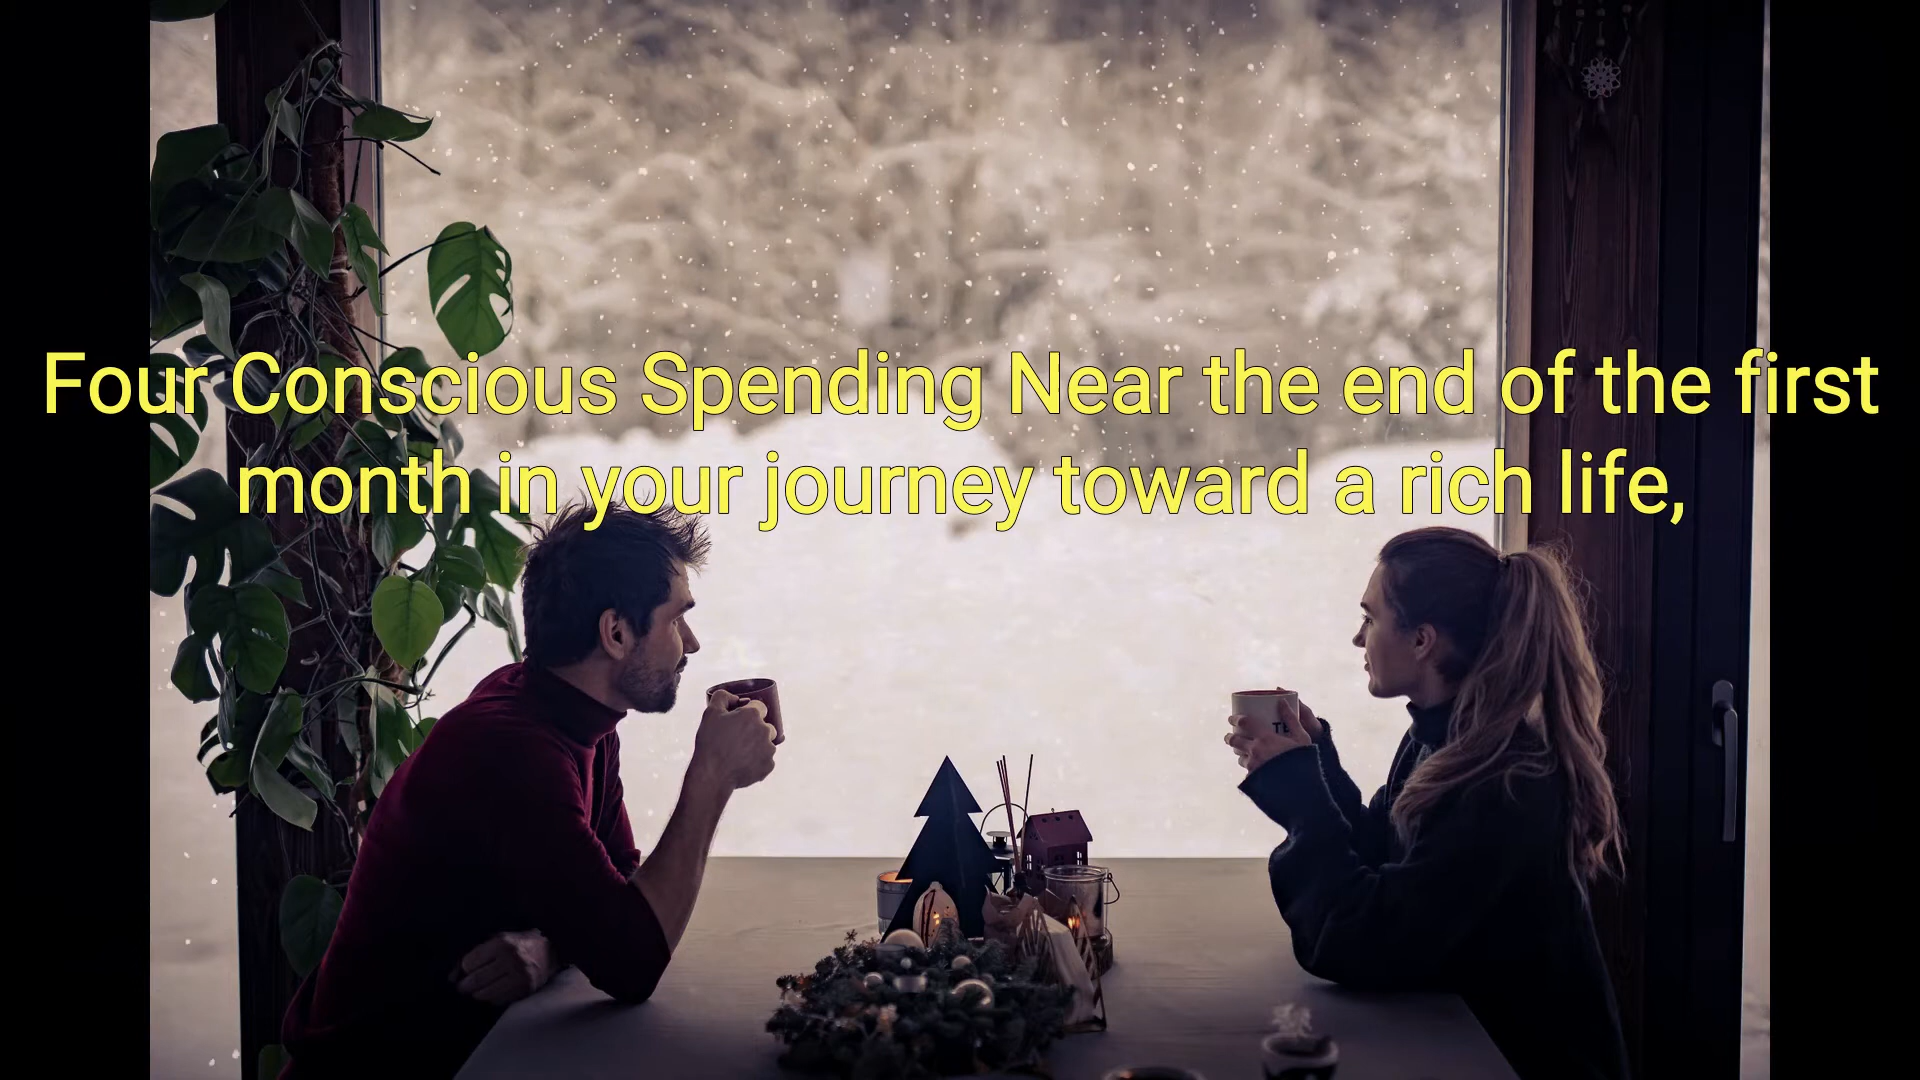 Four Conscious Spending Near the end of the first
month in your journey toward a rich life,